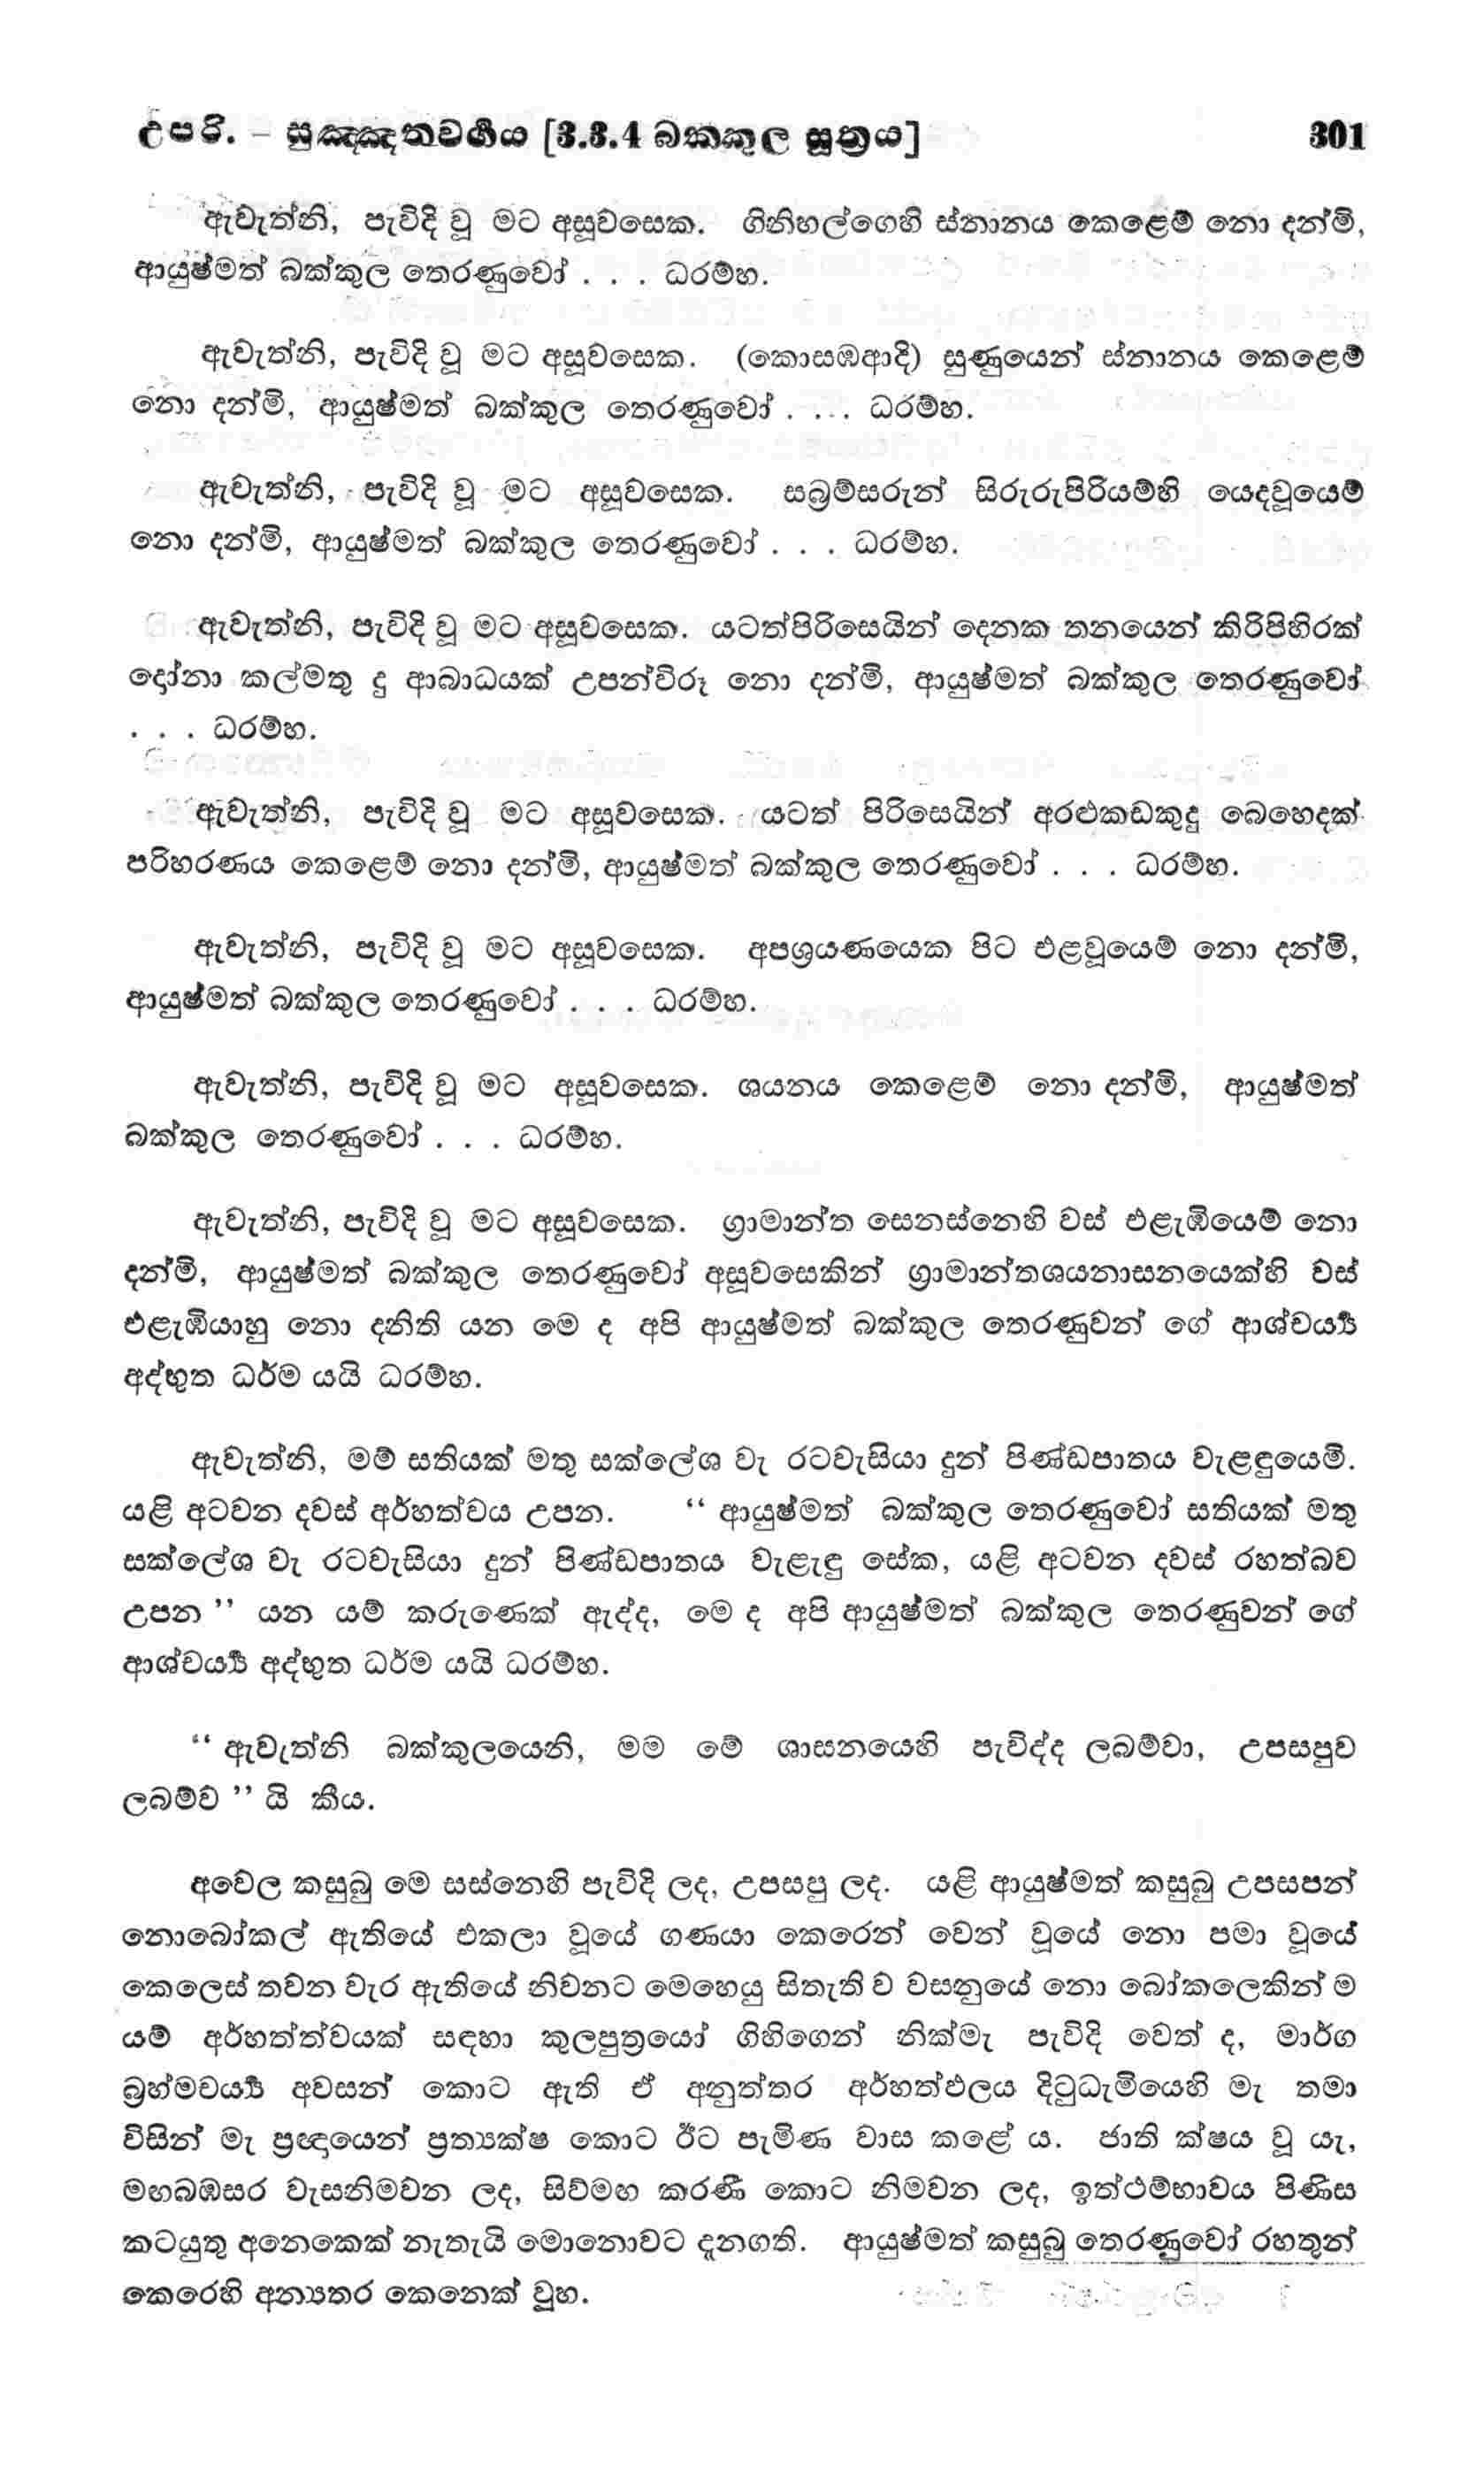 උපරි. – සුඤ්ඤතවර්ගය [3.3.4 බක්කුල සූත්‍රය] 301
ඇවැත්නි, පැවිදි වූ මට අසූවසෙක. ගිනිහල්ගෙහි ස්නානය කෙළෙම් නො දන්මි,
ආයුෂ්මත් බක්කුල තෙරණුවෝ . . . ධරම්හ.
ඇවැත්නි, පැවිදි වූ මට අසූවසෙක. (කොසඹආදි) සුණුයෙන් ස්නානය කෙළෙම්
නො දන්මි, ආයුෂ්මත් බක්කුල තෙරණුවෝ . . . ධරම්හ.
ඇවැත්නි, පැවිදි වූ මට අසූවසෙක. සබ්‍රම්සරුන් සිරුරුපිරියම්හි යෙදවූයෙම්
නො දන්මි, ආයුෂ්මත් බක්කුල තෙරණුවෝ . . . ධරම්හ.
ඇවැත්නි, පැවිදි වූ මට අසූවසෙක. යටත්පිරිසෙයින් දෙනක තනයෙන් කිරිපිහිරක්
දෝනා කල්මතු දු ආබාධයක් උපන්විරූ නො දන්මි, ආයුෂ්මත් බක්කුල තෙරණුවෝ
. . . ධරම්හ.
ඇවැත්නි, පැවිදි වූ මට අසූවසෙක. යටත් පිරිසෙයින් අරළුකඩකුදු බෙහෙදක්
පරිහරණය කෙළෙම් නො දන්මි, ආයුෂ්මත් බක්කුල තෙරණුවෝ . . . ධරම්හ.
ඇවැත්නි, පැවිදි වූ මට අසූවසෙක. අපශ්‍රයණයෙක පිට එළවූයෙම් නො දන්මි,
ආයුෂ්මත් බක්කුල තෙරණුවෝ . . . ධරම්හ.
ඇවැත්නි, පැවිදි වූ මට අසූවසෙක. ශයනය කෙළෙම් නො දන්මි, ආයුෂ්මත්
බක්කුල තෙරණුවෝ . . . ධරම්හ.
ඇවැත්නි, පැවිදි වූ මට අසූවසෙක. ග්‍රාමාන්ත සෙනස්නෙහි වස් එළැඹියෙම් නො
දන්මි, ආයුෂ්මත් බක්කුල තෙරණුවෝ අසූවසෙකින් ග්‍රාමාන්තශයනාසනයෙක්හි වස්
එළැඹියාහු නො දනිති යන මෙ ද අපි ආයුෂ්මත් බක්කුල තෙරණුවන් ගේ ආශ්චර්‍ය්‍ය
අද්භුත ධර්ම යයි ධරම්හ.
ඇවැත්නි, මම් සතියක් මතු සක්ලේශ වැ රටවැසියා දුන් පිණ්ඩපාතය වැළඳුයෙමි.
යළි අටවන දවස් අර්හත්වය උපන. “ ආයුෂ්මත් බක්කුල තෙරණුවෝ සතියක් මතු
සක්ලේශ වැ රටවැසියා දුන් පිණ්ඩපාතය වැළැඳු සේක, යළි අටවන දවස් රහත්බව
උපන ” යන යම් කරුණෙක් ඇද්ද, මෙ ද අපි ආයුෂ්මත් බක්කුල තෙරණුවන් ගේ
ආශ්චර්‍ය්‍ය අද්භුත ධර්ම යයි ධරම්හ.
“ ඇවැත්නි බක්කුලයෙනි, මම මේ ශාසනයෙහි පැවිද්ද ලබම්වා, උපසපුව
ලබම්ව ” යි කීය.
අචේල කසුබු මෙ සස්නෙහි පැවිදි ලද, උපසපු ලද. යළි ආයුෂ්මත් කසුබු උපසපන්
නොබෝකල් ඇතියේ එකලා වූයේ ගණයා කෙරෙන් වෙන් වූයේ නො පමා වූයේ
කෙලෙස් තවන වැර ඇතියේ නිවනට මෙහෙයු සිතැති ව වසනුයේ නො බෝකලෙකින් ම
යම් අර්හත්ත්වයක් සඳහා කුලපුත්‍රයෝ ගිහිගෙන් නික්මැ පැවිදි වෙත් ද, මාර්ග
බ්‍රහ්මචර්‍ය්‍ය අවසන් කොට ඇති ඒ අනුත්තර අර්හත්ඵලය දිටුධැමියෙහි මැ තමා
විසින් මැ ප්‍රඥායෙන් ප්‍රත්‍යක්ෂ කොට ඊට පැමිණ වාස කළේ ය. ජාති ක්ෂය වූ යැ,
මඟබඹසර වැසනිමවන ලද, සිව්මඟ කරණී කොට නිමවන ලද, ඉත්ථම්භාවය පිණිස
කටයුතු අනෙකෙක් නැතැයි මොනොවට දැනගති. ආයුෂ්මත් කසුබු තෙරණුවෝ රහතුන්
කෙරෙහි අන්‍යතර කෙනෙක් වූහ.